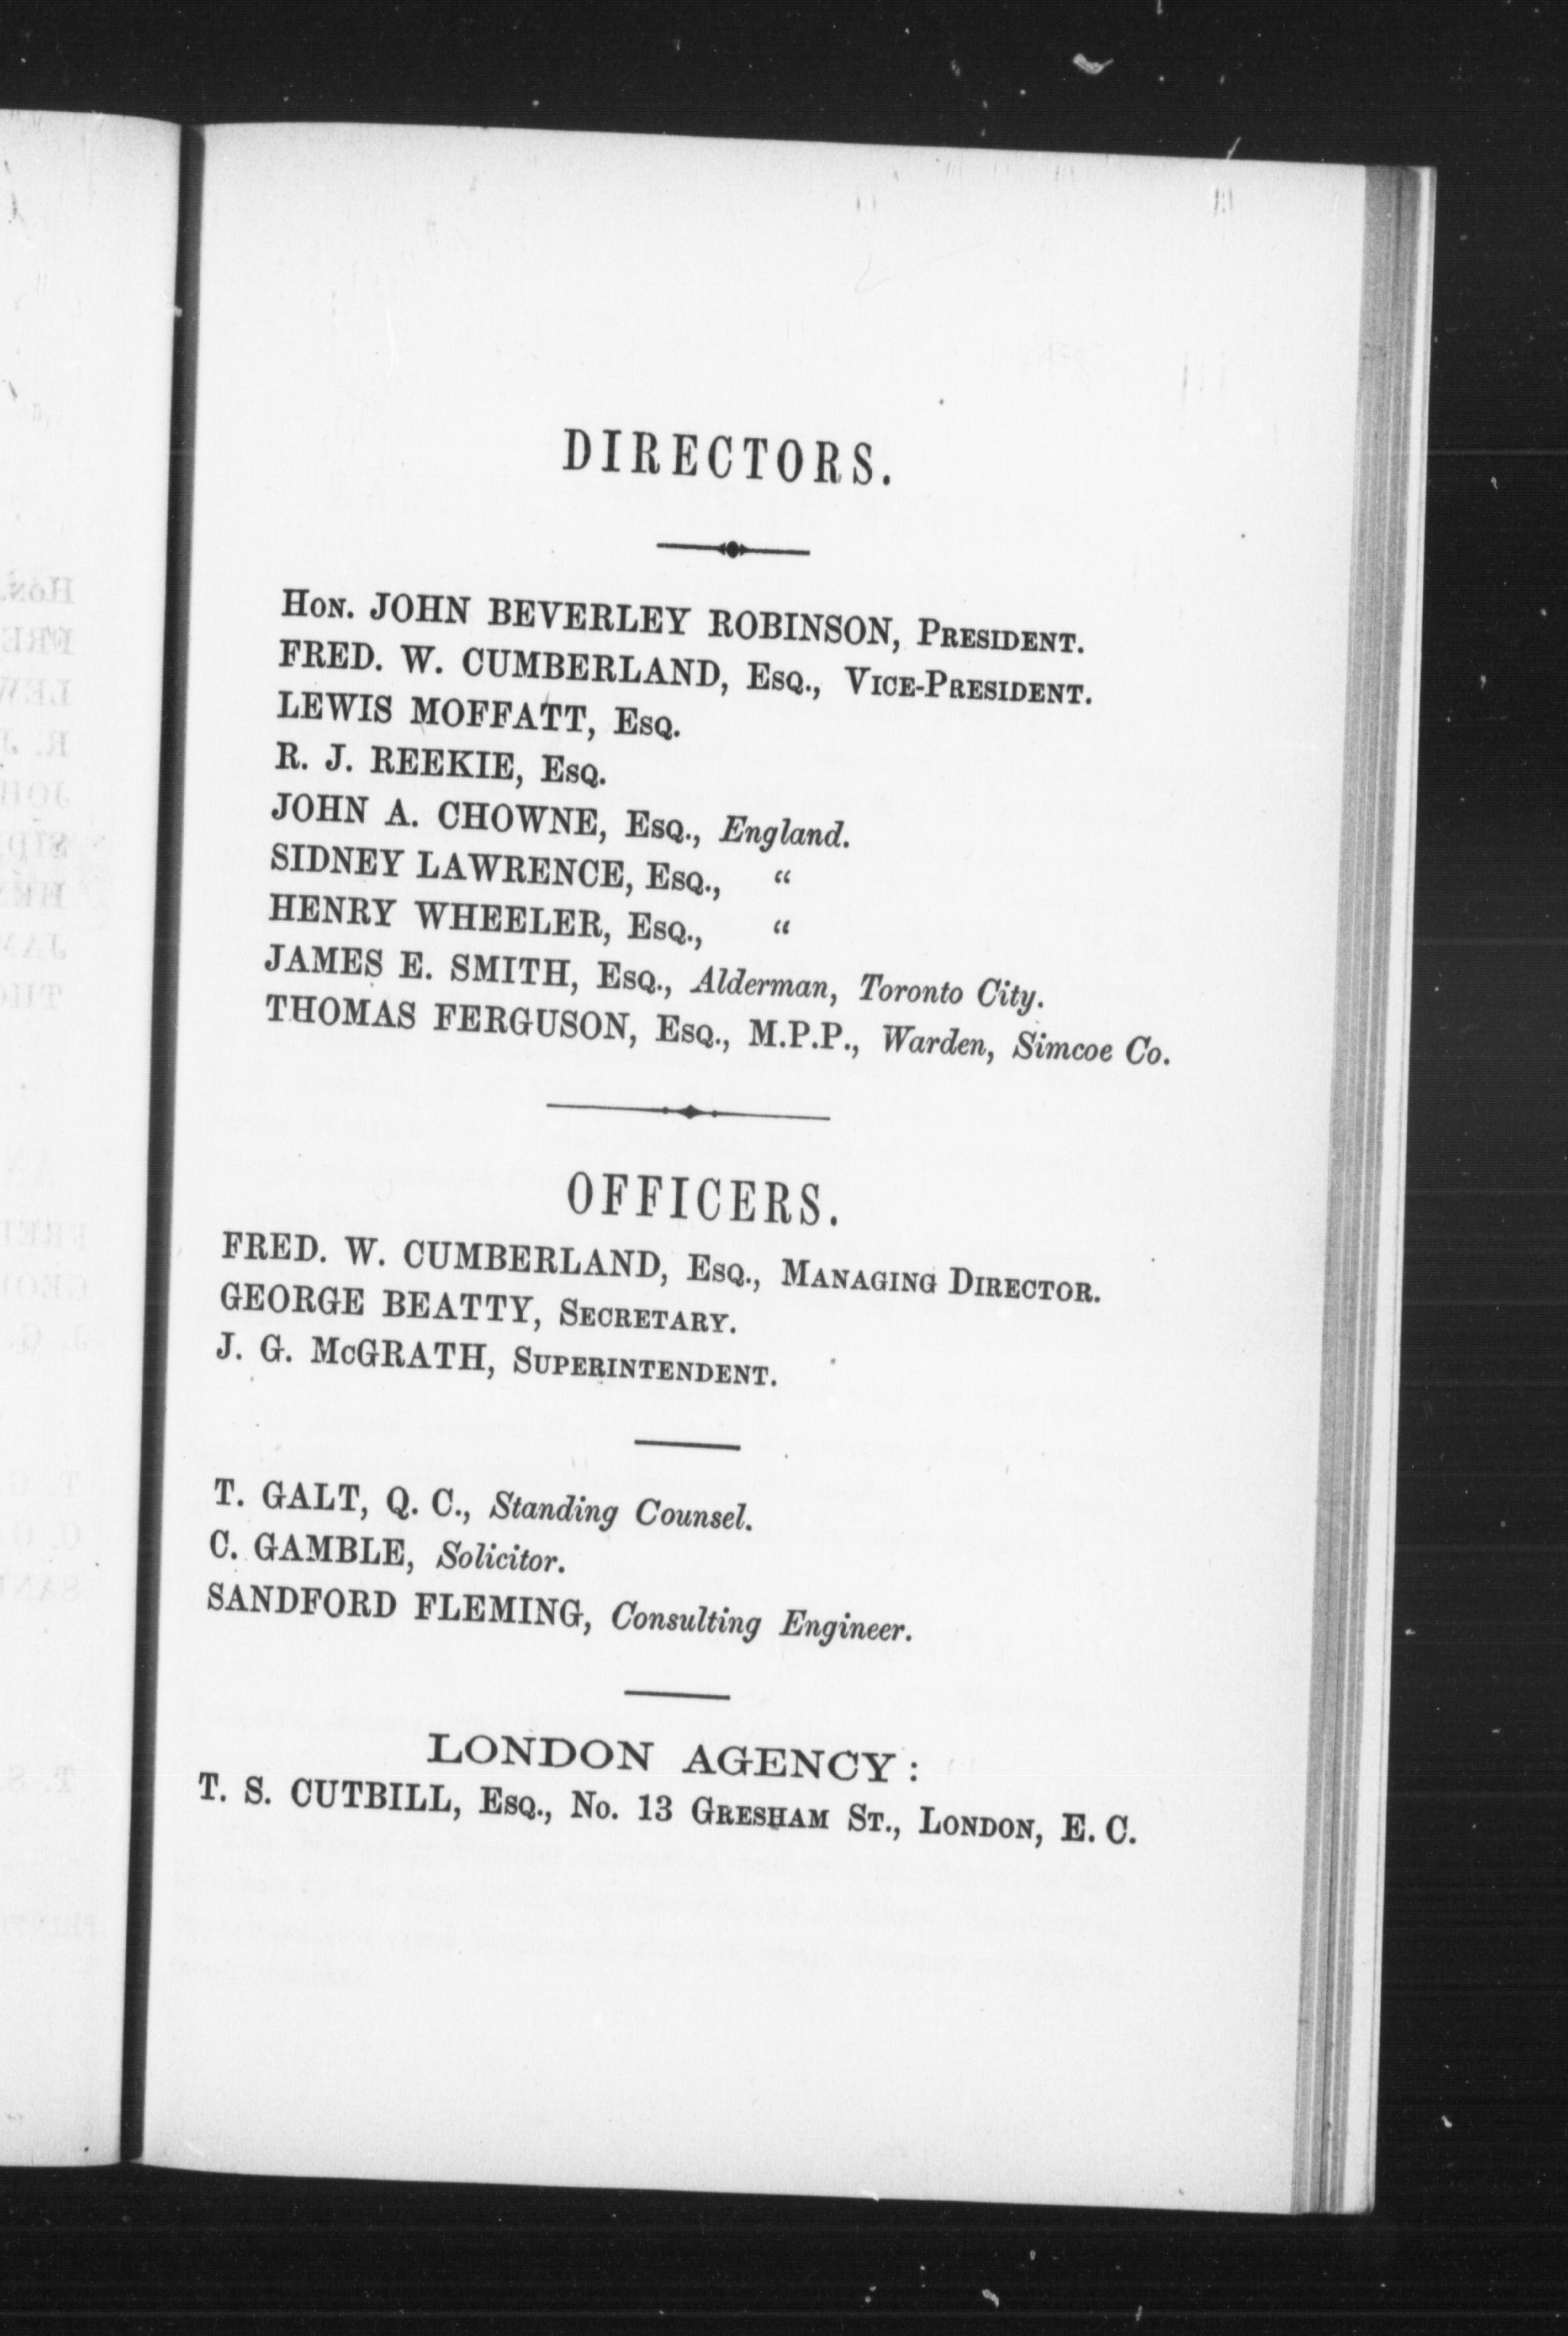 DIRECTORS.
HON. JOHN BEVERLEY ROBINSON, PRESIDENT.
FRED. W. CUMBERLAND, ESQ., VICE-PRESIDENT.
LEWIS MOFFATT, ESQ.
R. J. REEKIE, ESQ.
JOHN A. CHOWNE, ESQ., England.
SIDNEY LAWRENCE, ESQ., “
HENRY WHEELER, ESQ., “
JAMES E. SMITH, ESQ., Alderman, Toronto City.
THOMAS FERGUSON, ESQ., M.P.P., Warden, Simcoe Co.
OFFICERS.
FRED. W. CUMBERLAND, ESQ., MANAGING DIRECTOR.
GEORGE BEATTY, SECRETARY.
J. G. McGRATH, SUPERINTENDENT.
T. GALT, Q. C., Standing Counsel.
C. GAMBLE, Solicitor.
SANDFORD FLEMING, Consulting Engineer.
LONDON AGENCY:
T. S. CUTBILL, ESQ., No. 13 GRESHAM ST., LONDON, E. C.